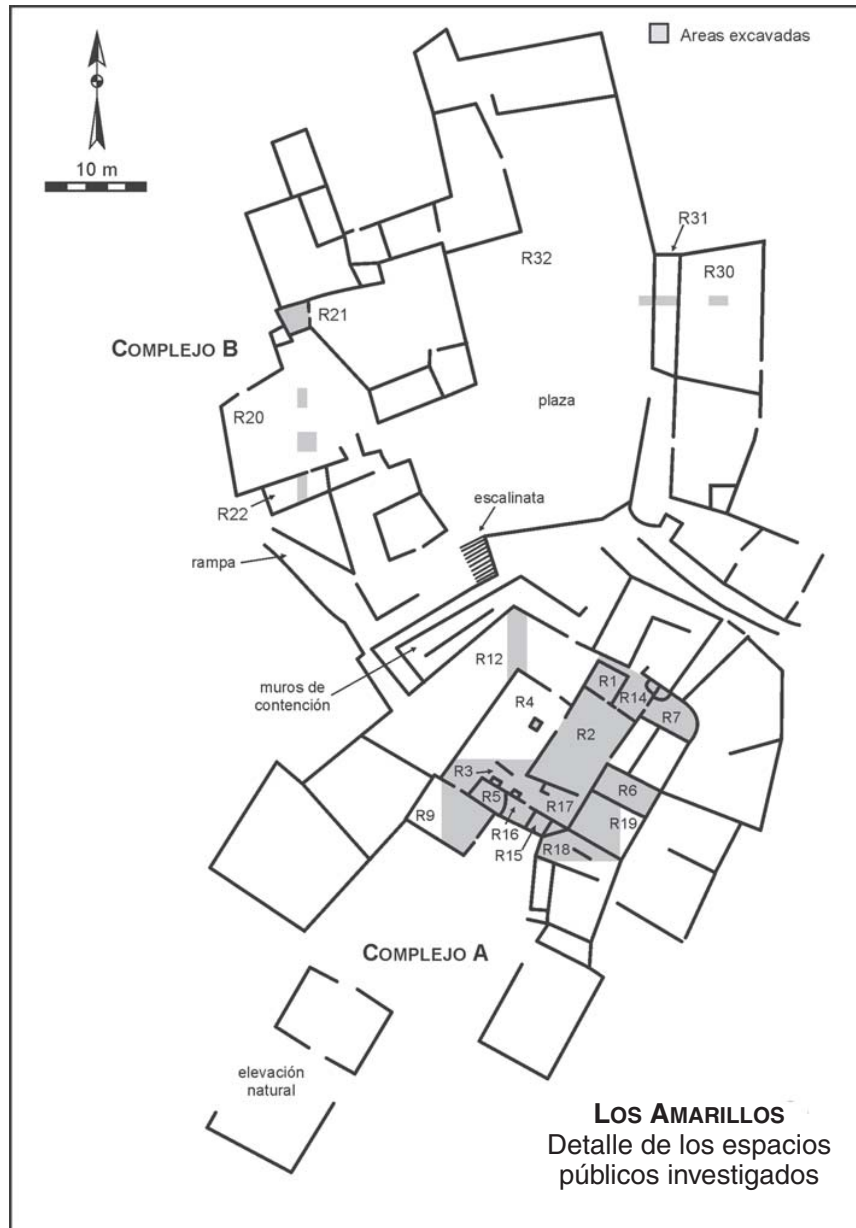 Areas excavadas
10 m
R31
R32
R30
R21
COMPLEJO B
plaza
R20
escalinata
R22
rampa
R12
R1
muros de
contención
R4
R14
R7
R2
R3
R5
R6
R9
R17
R16
R19
R15
R18
COMPLEJO A
elevación
natural
LOS AMARILLOS
Detalle de los espacios
públicos investigados